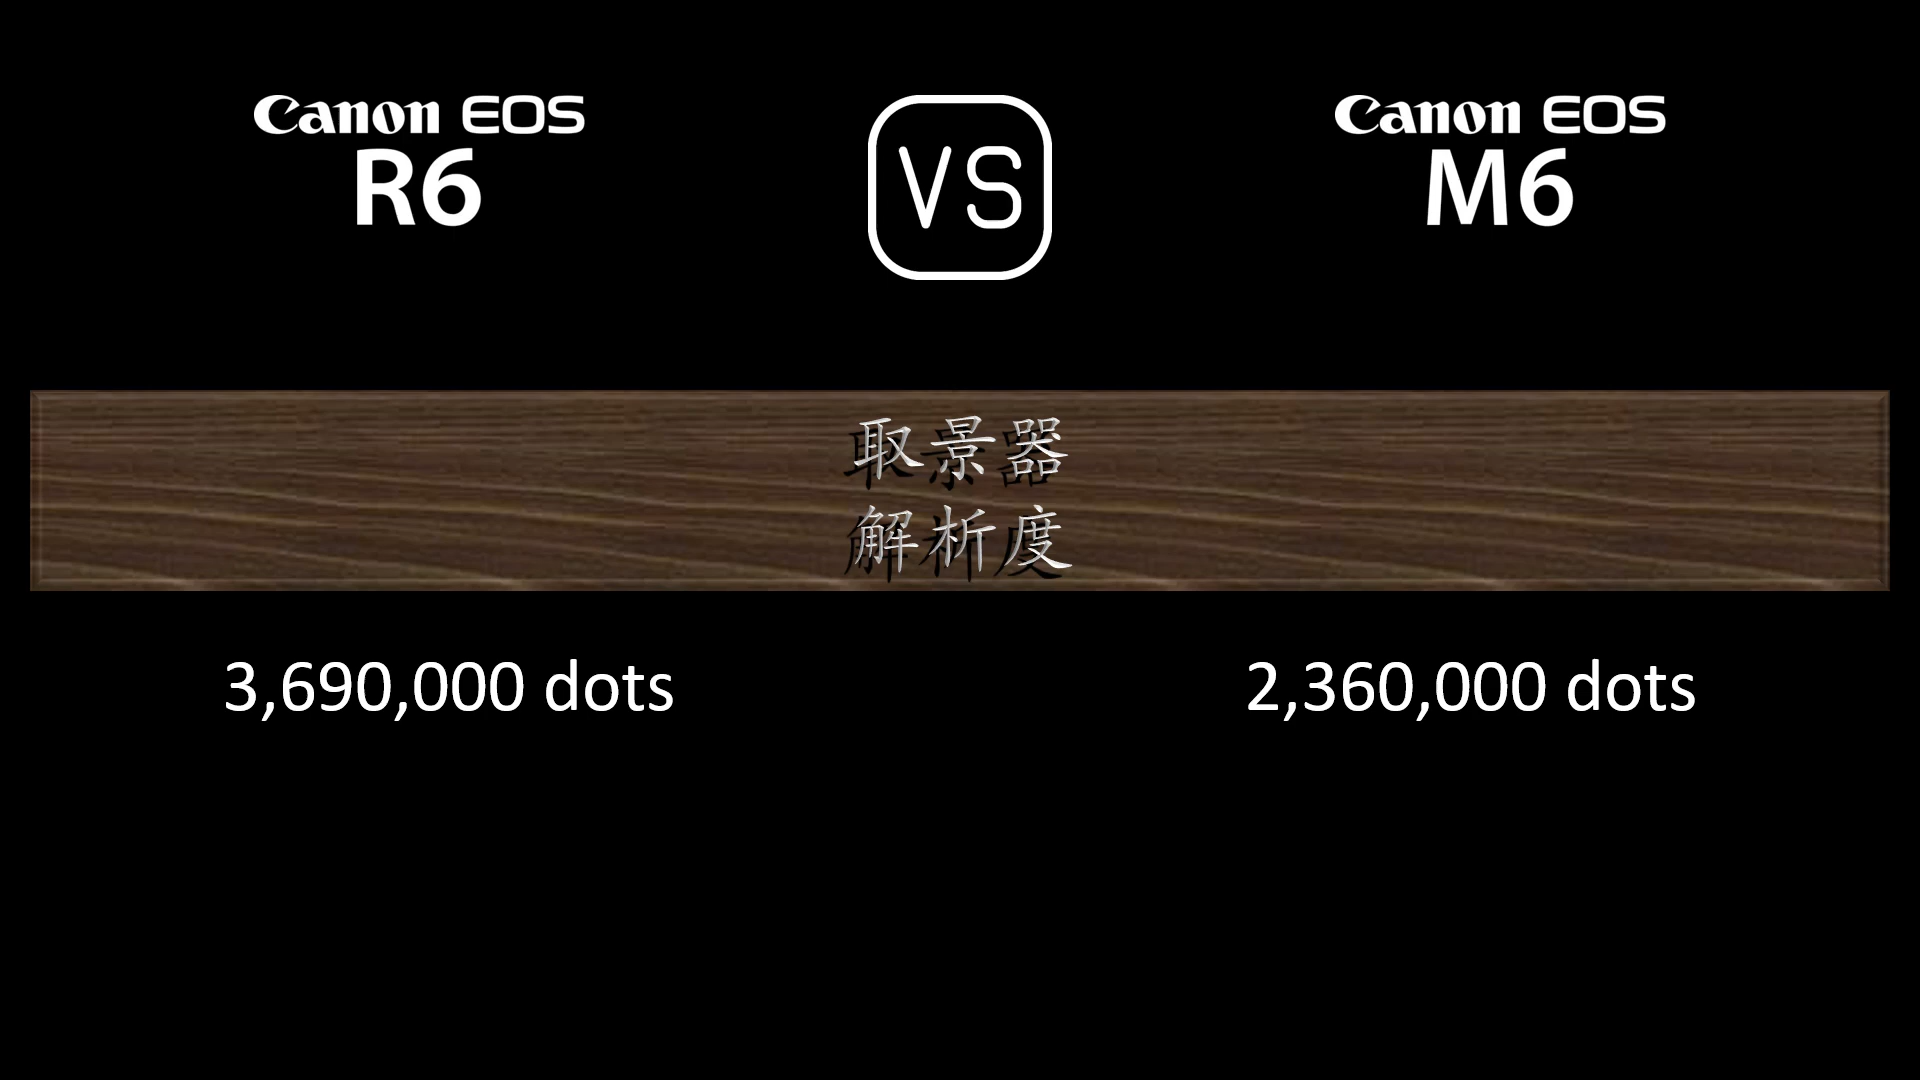 Canon EOS
R6
VS
Canon EOS
M6
取景器
解析度
3,690,000 dots
2,360,000 dots